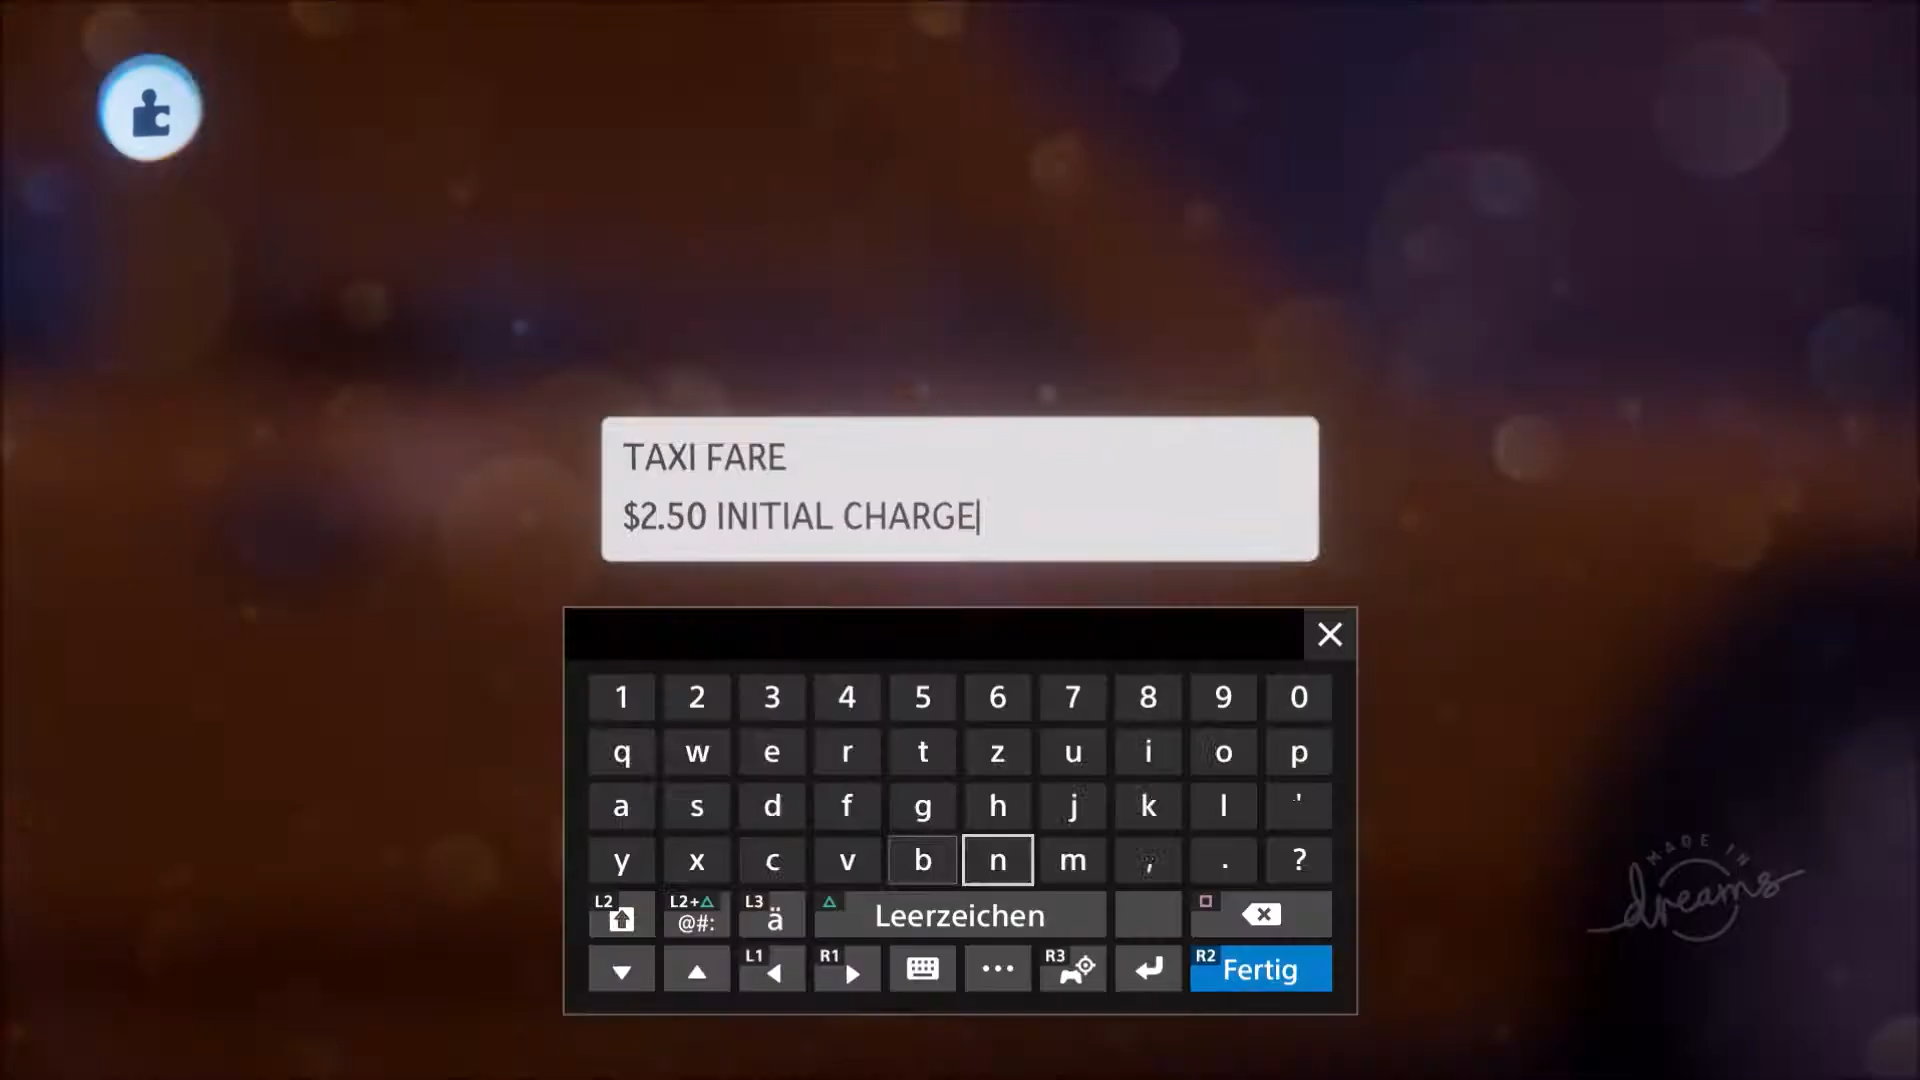 TAXI FARE
$2.50 INITIAL CHARGE
1 2 3 4 5 6 7 8 9 0
q w e r t z u i o p
a s d f g h j k l '
y x c v b n m , . ?
L2 L2+△ @#: L3 ä △ Leerzeichen □
L1 R1 ... R3 R2 Fertig
MADE IN
dreams